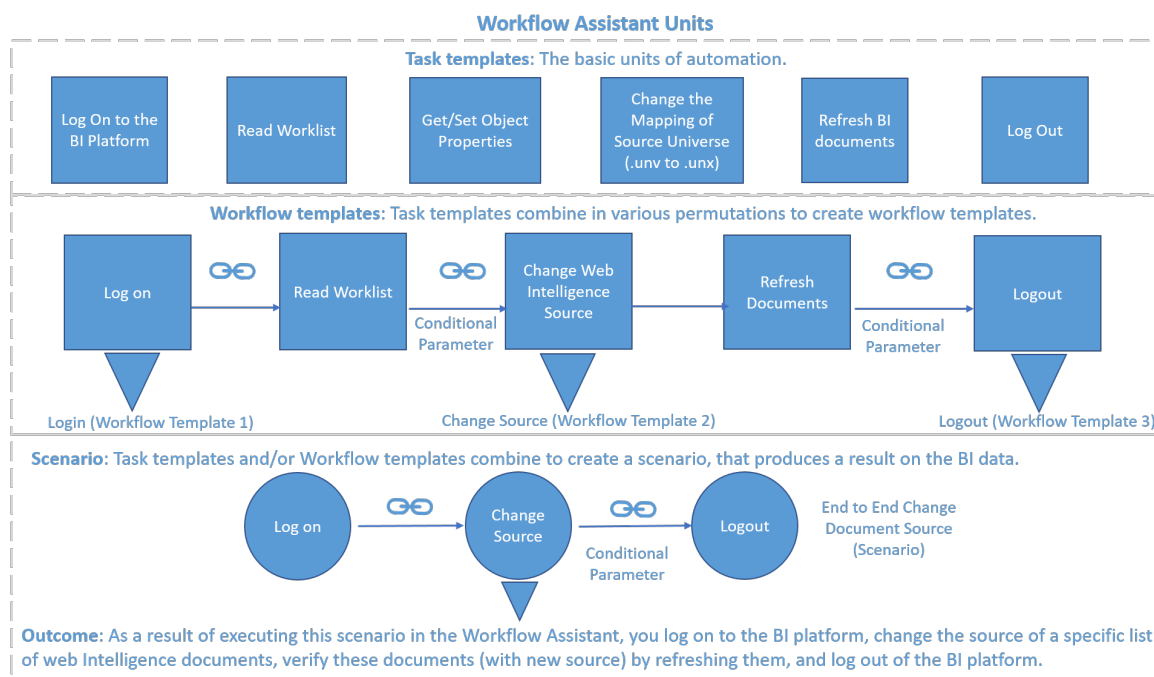 Workflow Assistant Units
Task templates: The basic units of automation.
Log On to the
BI Platform
Read Worklist
Get/Set Object
Properties
Change the
Mapping of
Source Universe
(.unv to .unx)
Refresh BI
documents
Log Out
Workflow templates: Task templates combine in various permutations to create workflow templates.
Log on
Read Worklist
Conditional
Parameter
Change Web
Intelligence
Source
Refresh
Documents
Conditional
Parameter
Logout
Login (Workflow Template 1)
Change Source (Workflow Template 2)
Logout (Workflow Template 3)
Scenario: Task templates and/or Workflow templates combine to create a scenario, that produces a result on the BI data.
Log on
Change
Source
Conditional
Parameter
Logout
End to End Change
Document Source
(Scenario)
Outcome: As a result of executing this scenario in the Workflow Assistant, you log on to the BI platform, change the source of a specific list
of web Intelligence documents, verify these documents (with new source) by refreshing them, and log out of the BI platform.